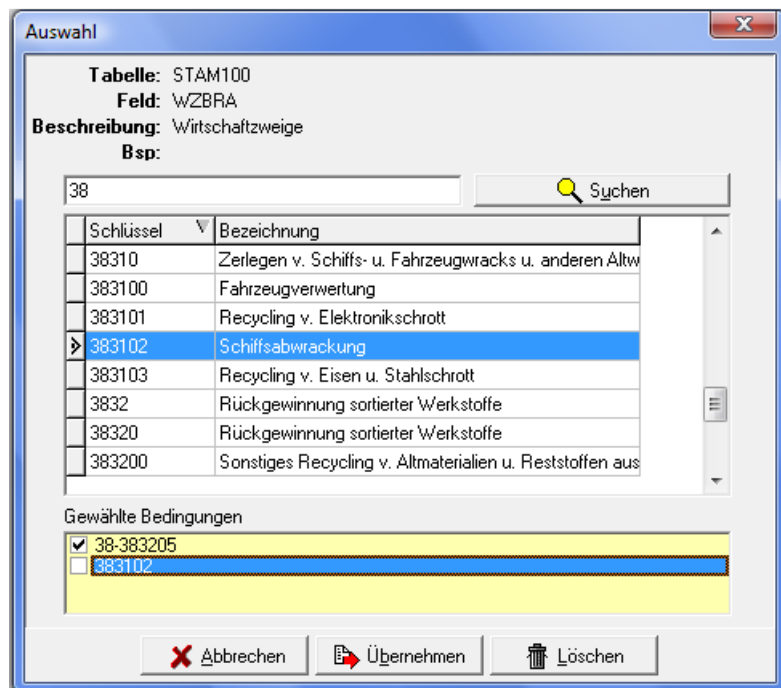 Auswahl
Tabelle: STAM100
Feld: WZBRA
Beschreibung: Wirtschaftzweige
Bsp:
38 Suchen
Schlüssel Bezeichnung
38310 Zerlegen v. Schiffs- u. Fahrzeugwracks u. anderen Altw
383100 Fahrzeugverwertung
383101 Recycling v. Elektronikschrott
383102 Schiffsabwrackung
383103 Recycling v. Eisen u. Stahlschrott
3832 Rückgewinnung sortierter Werkstoffe
38320 Rückgewinnung sortierter Werkstoffe
383200 Sonstiges Recycling v. Altmaterialien u. Reststoffen aus
Gewählte Bedingungen
38-383205
383102
Abbrechen Übernehmen Löschen